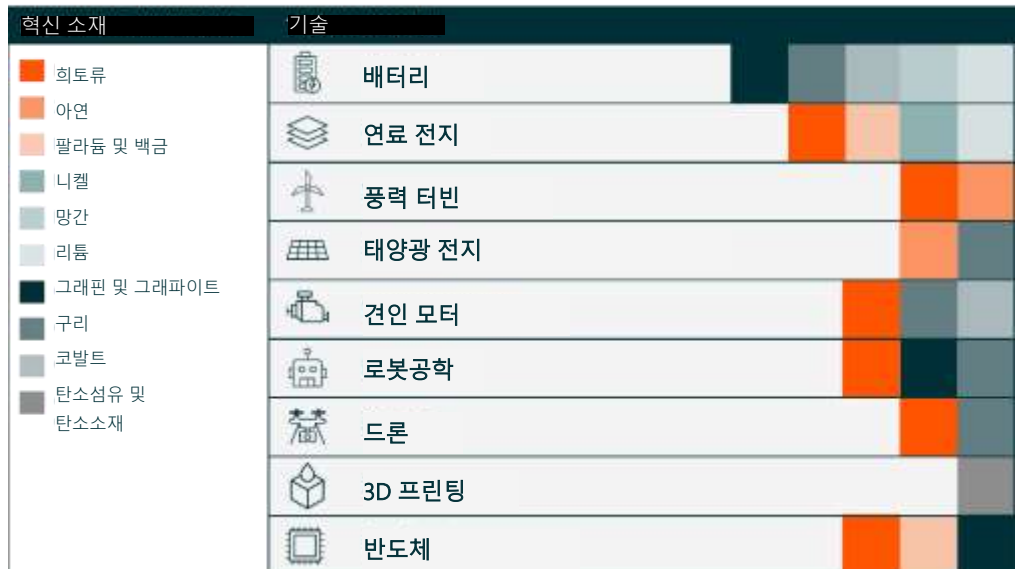 혁신 소재
기술
희토류
아연
팔라듐 및 백금
니켈
망간
리튬
그래핀 및 그래파이트
구리
코발트
탄소섬유 및
탄소소재
배터리
연료 전지
풍력 터빈
태양광 전지
견인 모터
로봇공학
드론
3D 프린팅
반도체